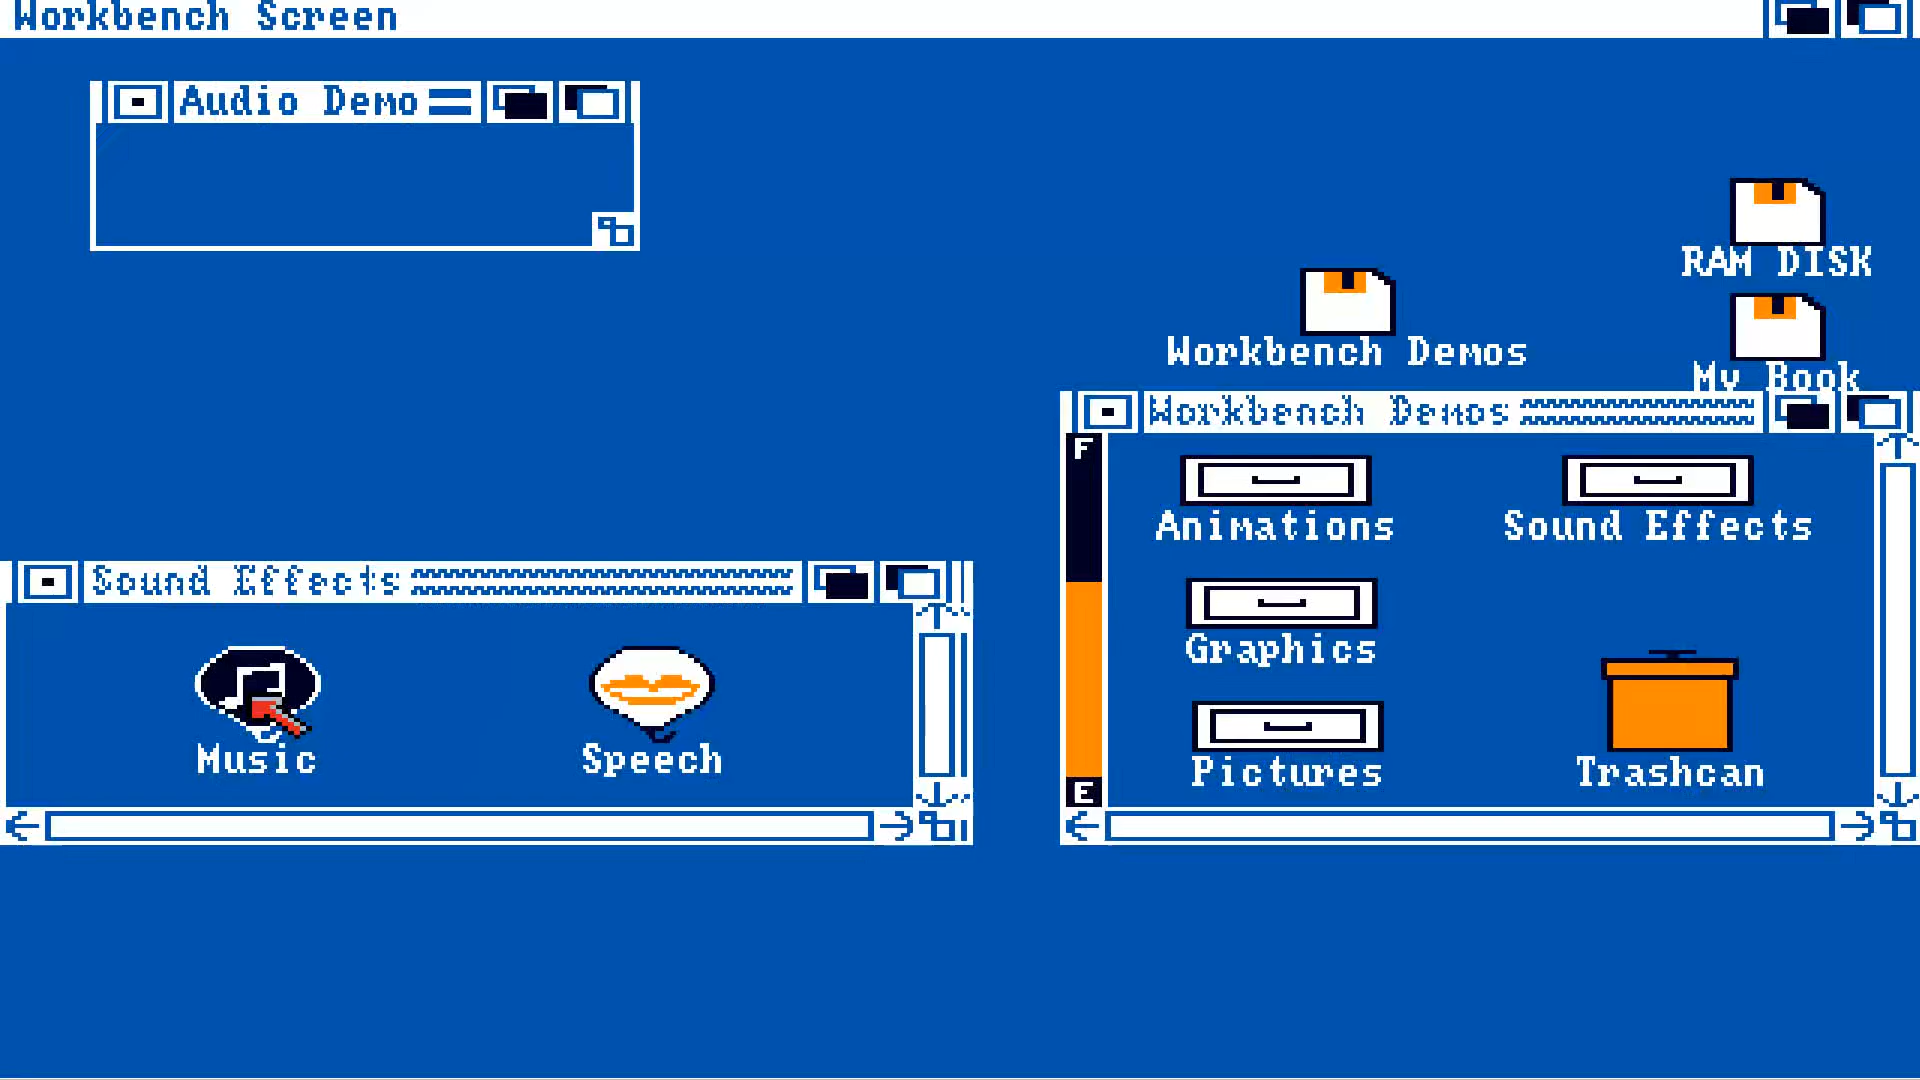 Workbench Screen
Audio Demo
RAM DISK
Workbench Demos
My Book
Workbench Demos
F
Animations
Sound Effects
Graphics
Sound Effects
Music
Speech
Pictures
Trashcan
E